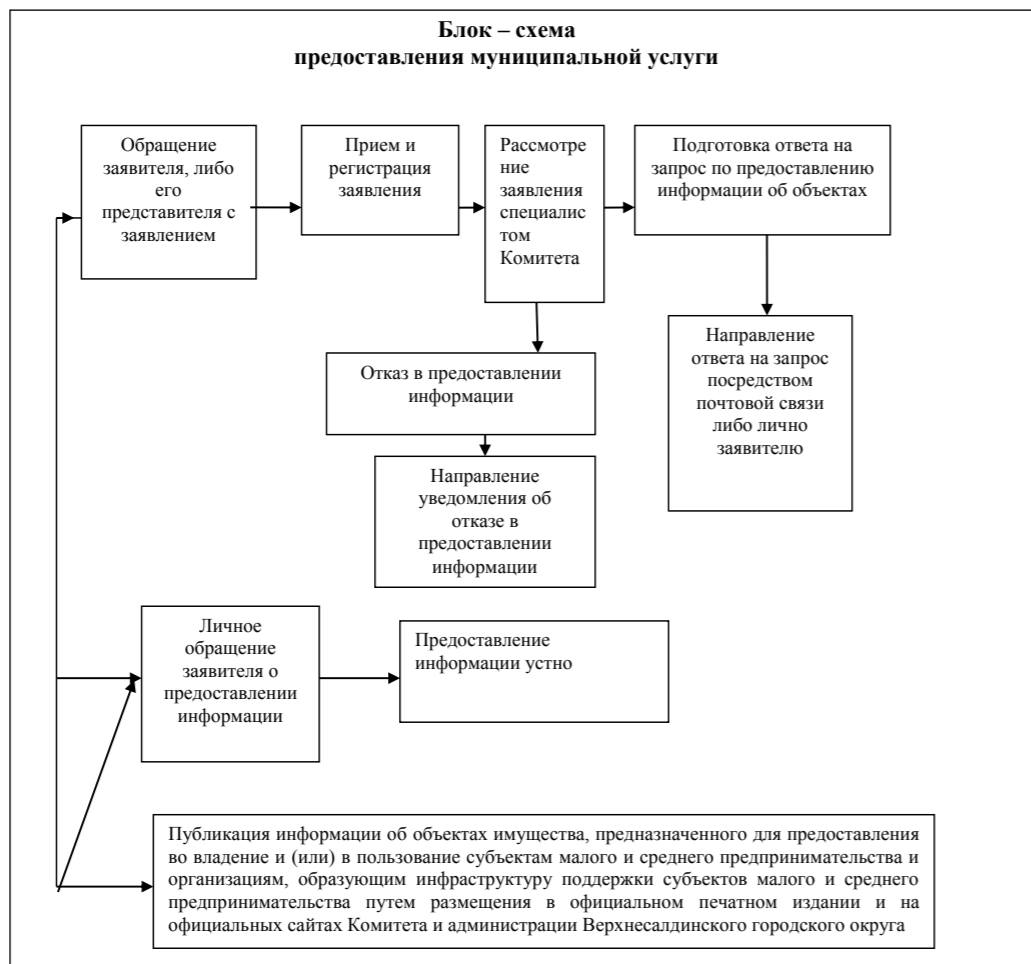 Блок – схема
предоставления муниципальной услуги
Обращение
заявителя, либо
его
представителя с
заявлением
Прием и
регистрация
заявления
Рассмотре
ние
заявления
специалис
том
Комитета
Подготовка ответа на
запрос по предоставлению
информации об объектах
Направление
ответа на запрос
посредством
почтовой связи
либо лично
заявителю
Отказ в предоставлении
информации
Направление
уведомления об
отказе в
предоставлении
информации
Личное
обращение
заявителя о
предоставлении
информации
Предоставление
информации устно
Публикация информации об объектах имущества, предназначенного для предоставления
во владение и (или) в пользование субъектам малого и среднего предпринимательства и
организациям, образующим инфраструктуру поддержки субъектов малого и среднего
предпринимательства путем размещения в официальном печатном издании и на
официальных сайтах Комитета и администрации Верхнесалдинского городского округа